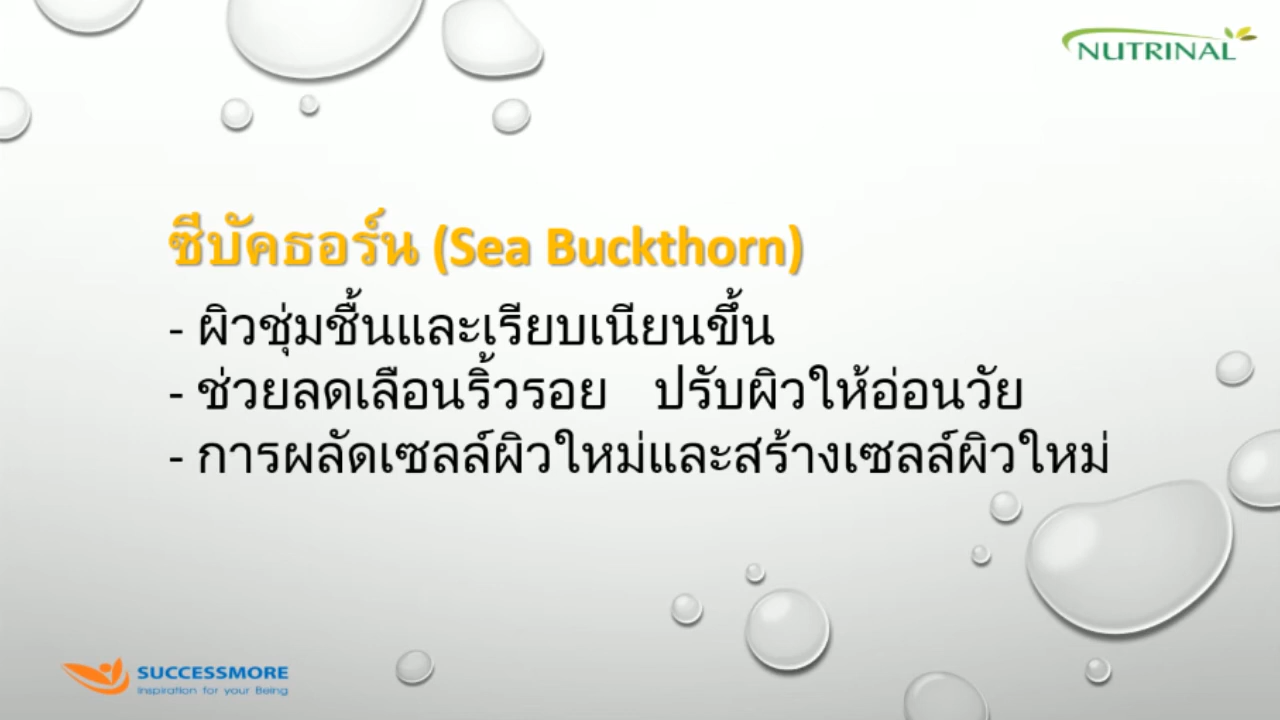 NUTRINAL
ซีบัคธอร์น (Sea Buckthorn)
- ผิวชุ่มชื้นและเรียบเนียนขึ้น
- ช่วยลดเลือนริ้วรอย ปรับผิวให้อ่อนวัย
- การผลัดเซลล์ผิวใหม่และสร้างเซลล์ผิวใหม่
SUCCESSMORE
Inspiration for your Being